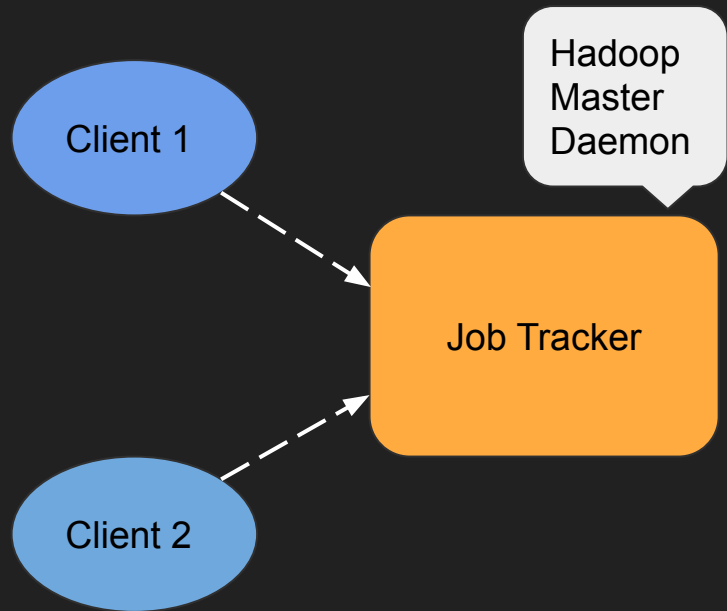 Hadoop
Master
Daemon
Client 1
Job Tracker
Client 2